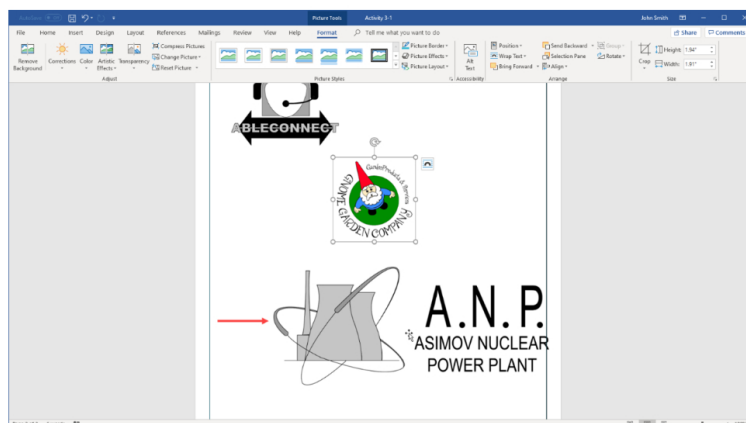 Picture Tools
Activity 3-1
John Smith
File Home Insert Design Layout References Mailings Review View Help Format Tell me what you want to do
Share Comments
Remove Background
Corrections
Color
Artistic Effects
Transparency
Compress Pictures
Change Picture
Reset Picture
Picture Border
Picture Effects
Picture Layout
Alt Text
Position
Wrap Text
Bring Forward
Send Backward
Selection Pane
Align
Group
Rotate
Crop
Height: 1.94"
Width: 1.91"
Adjust
Picture Styles
Accessibility
Arrange
Size
ABLECONNECT
GNOME GARDEN COMPANY
A.N.P.
ASIMOV NUCLEAR
POWER PLANT